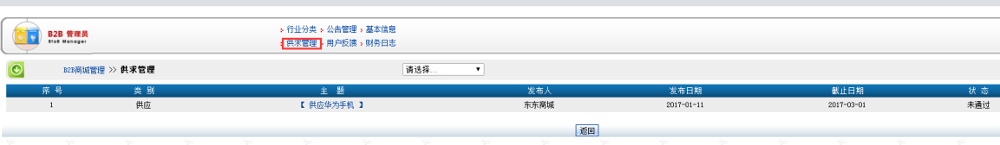 B2B 管理员
BtoB Manager
> 行业分类 > 公告管理 > 基本信息
> 供求管理 > 用户反馈 > 财务日志
B2B商城管理 >> 供求管理
请选择...
序 号 类 别 主 题 发布人 发布日期 截止日期 状 态
1 供应 【 供应华为手机 】 东东商城 2017-01-11 2017-03-01 未通过
返回